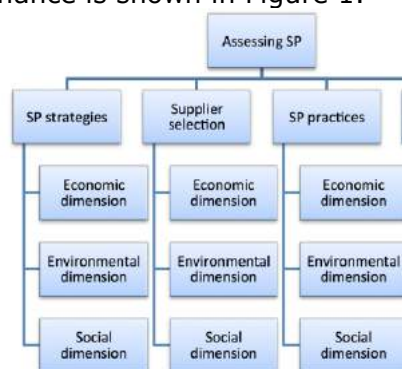 is shown in Figure 1.
Assessing SP
SP strategies
Supplier
selection
SP practices
Economic
dimension
Economic
dimension
Economic
dimension
Environmental
dimension
Environmental
dimension
Environmental
dimension
Social
dimension
Social
dimension
Social
dimension